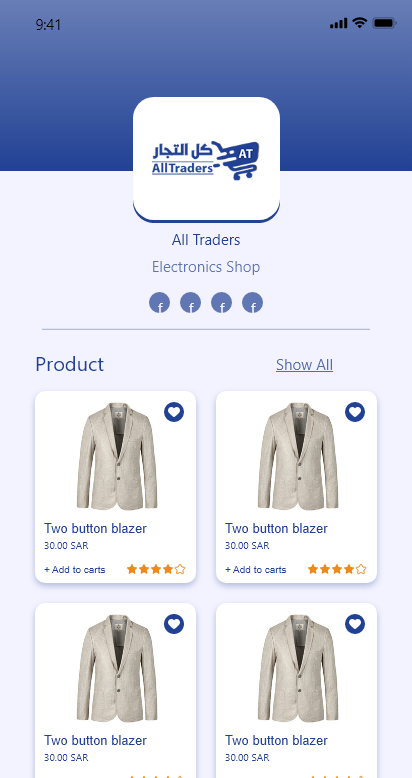 9:41
كل التجار
AT
AllTraders
All Traders
Electronics Shop
f f f f
Product
Show All
Two button blazer
30.00 SAR
+ Add to carts
Two button blazer
30.00 SAR
+ Add to carts
Two button blazer
30.00 SAR
Two button blazer
30.00 SAR